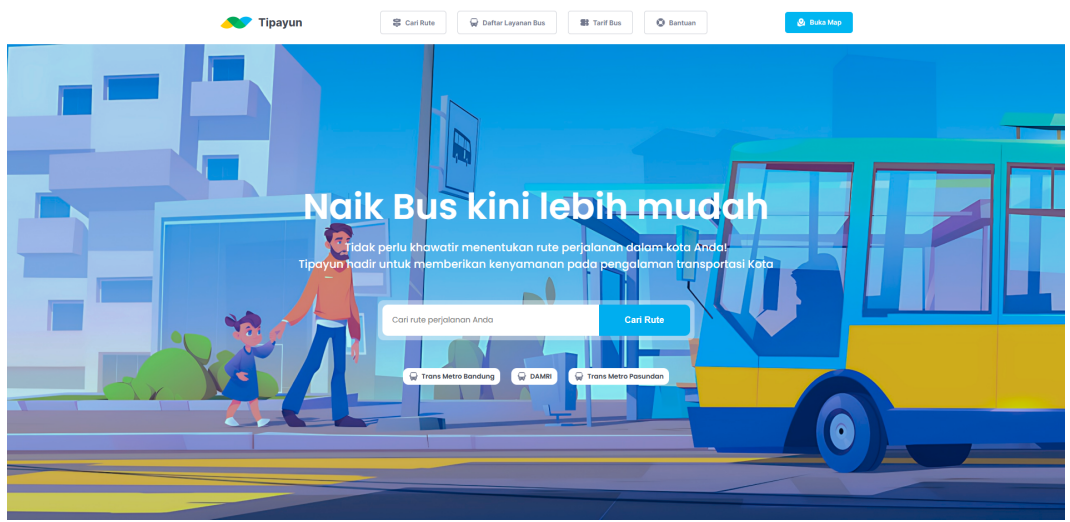 Tipayun
Cari Rute
Daftar Layanan Bus
Tarif Bus
Bantuan
Buka Map
Naik Bus kini lebih mudah
Tidak perlu khawatir menentukan rute perjalanan dalam kota Anda!
Tipayun hadir untuk memberikan kenyamanan pada pengalaman transportasi Kota
Cari rute perjalanan Anda
Cari Rute
Trans Metro Bandung
DAMRI
Trans Metro Pasundan